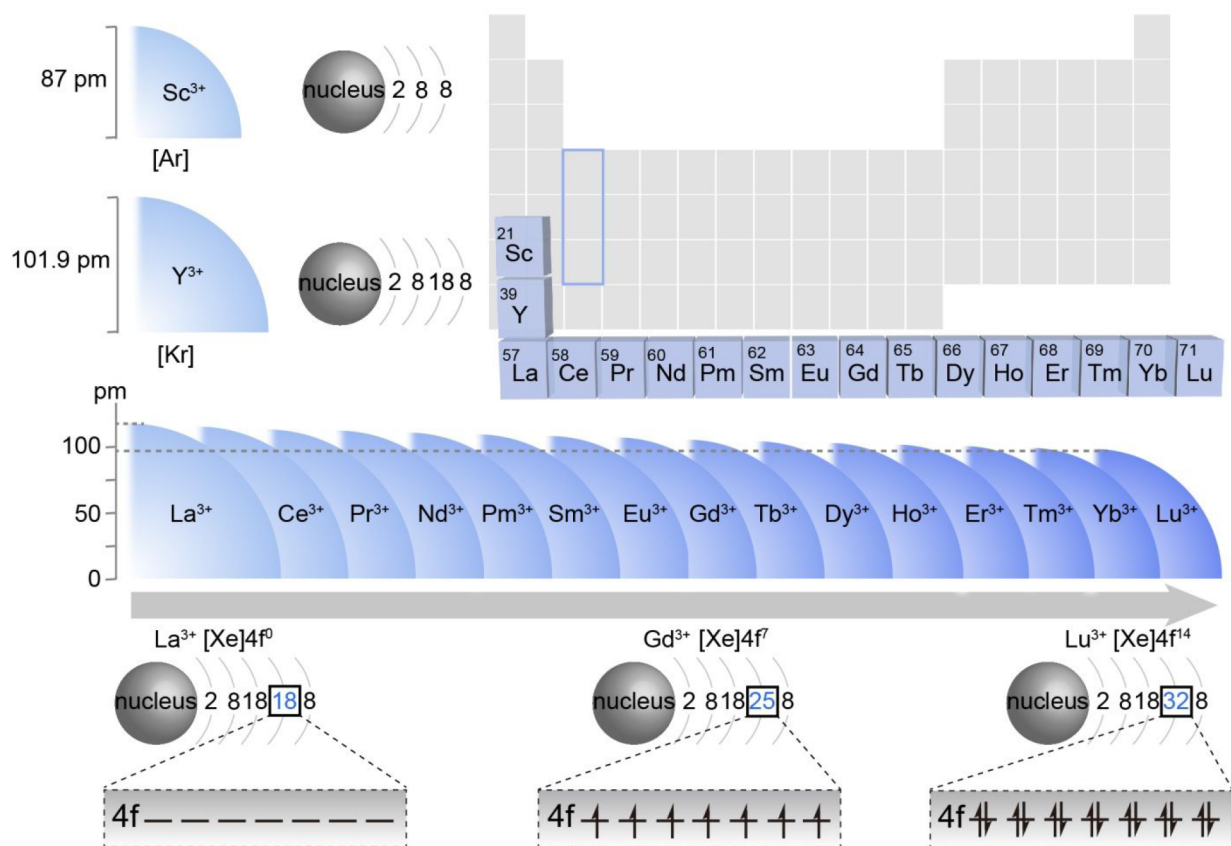 87 pm
Sc³⁺
[Ar]
nucleus 2 8 8
101.9 pm
Y³⁺
[Kr]
nucleus 2 8 18 8
21
Sc
39
Y
57 58 59 60 61 62 63 64 65 66 67 68 69 70 71
La Ce Pr Nd Pm Sm Eu Gd Tb Dy Ho Er Tm Yb Lu
pm
100
50
0
La³⁺ Ce³⁺ Pr³⁺ Nd³⁺ Pm³⁺ Sm³⁺ Eu³⁺ Gd³⁺ Tb³⁺ Dy³⁺ Ho³⁺ Er³⁺ Tm³⁺ Yb³⁺ Lu³⁺
La³⁺ [Xe]4f⁰
nucleus 2 8 18 18 8
4f
Gd³⁺ [Xe]4f⁷
nucleus 2 8 18 25 8
4f
Lu³⁺ [Xe]4f¹⁴
nucleus 2 8 18 32 8
4f